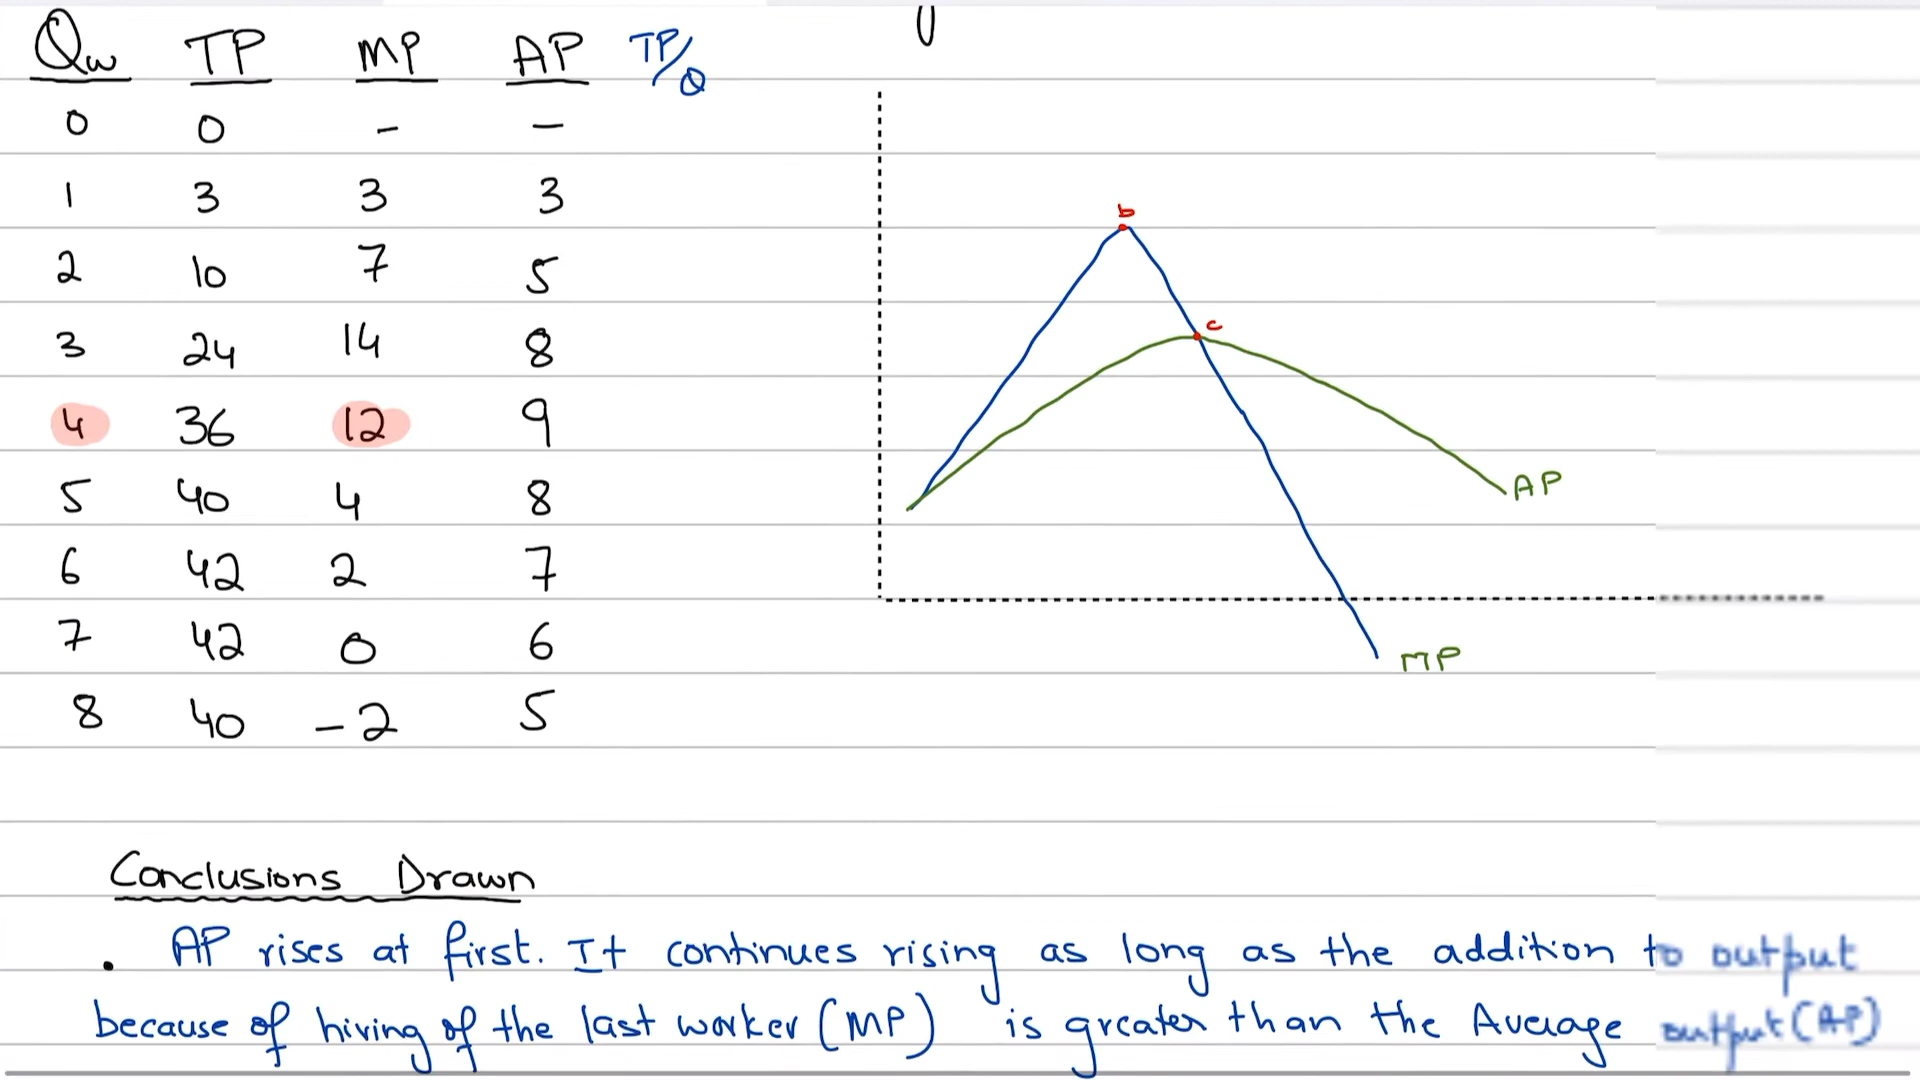 Qw TP MP AP TP/Q
0 0 - -
1 3 3 3
2 10 7 5
3 24 14 8
4 36 12 9
5 40 4 8
6 42 2 7
7 42 0 6
8 40 -2 5
b
c
AP
MP
Conclusions Drawn
. AP rises at first. It continues rising as long as the addition to output
because of hiring of the last worker (MP) is greater than the Average output (AP)